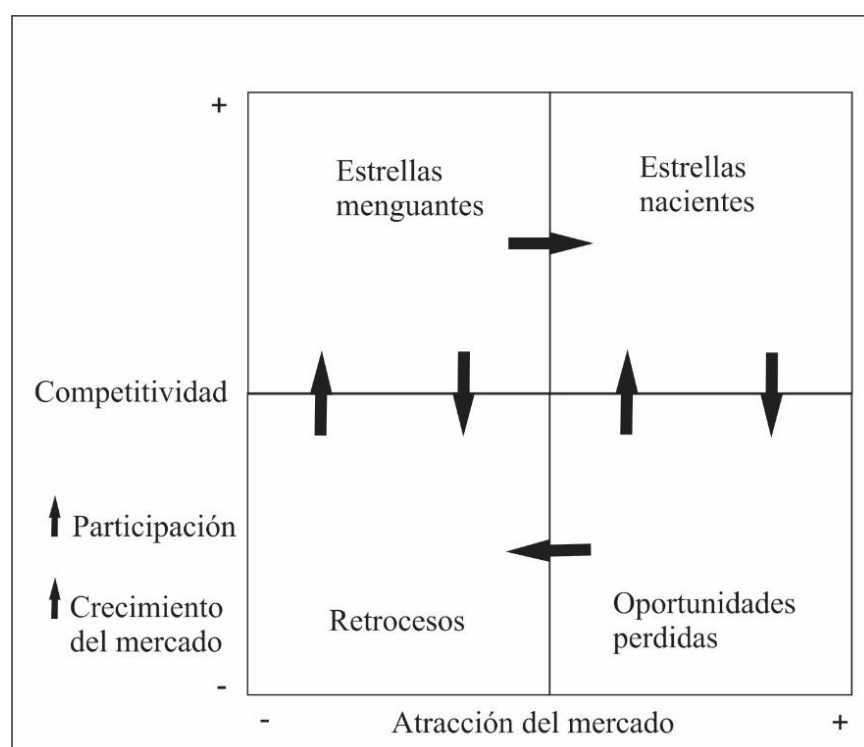 +
Estrellas
menguantes
Estrellas
nacientes
Competitividad
Participación
Crecimiento
del mercado
Retrocesos
Oportunidades
perdidas
-
-
Atracción del mercado
+